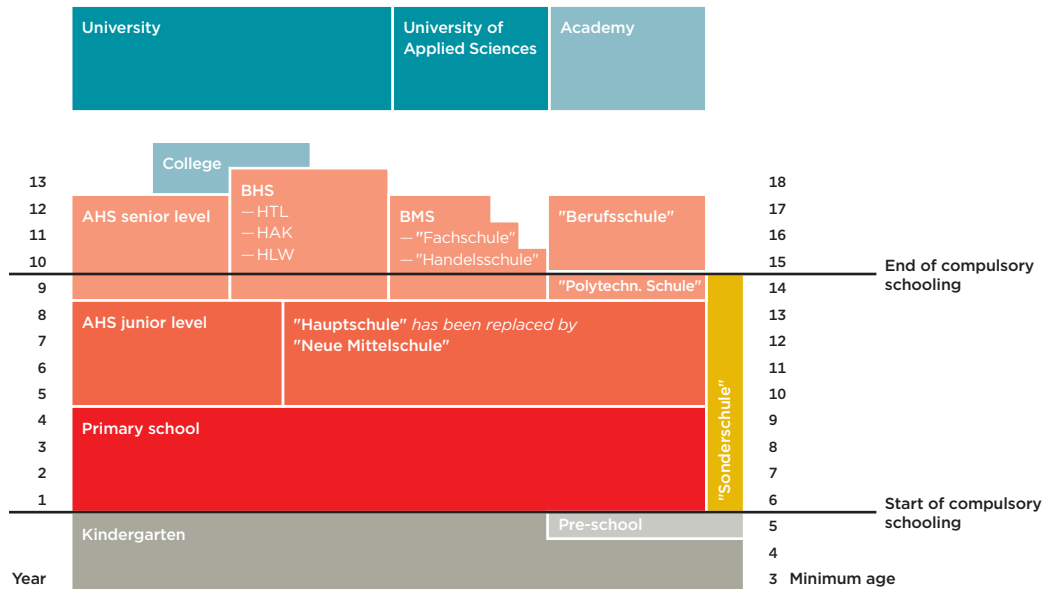 University
University of
Applied Sciences
Academy
College
13
18
BHS
12
AHS senior level
— HTL
BMS
"Berufsschule"
17
11
— HAK
— "Fachschule"
16
10
— HLW
— "Handelsschule"
15
End of compulsory
schooling
9
"Polytechn. Schule"
14
8
AHS junior level
"Hauptschule" has been replaced by
"Neue Mittelschule"
13
7
12
6
11
5
10
4
Primary school
9
3
8
2
7
1
6
"Sonderschule"
Start of compulsory
schooling
Kindergarten
Pre-school
5
4
Year
3 Minimum age